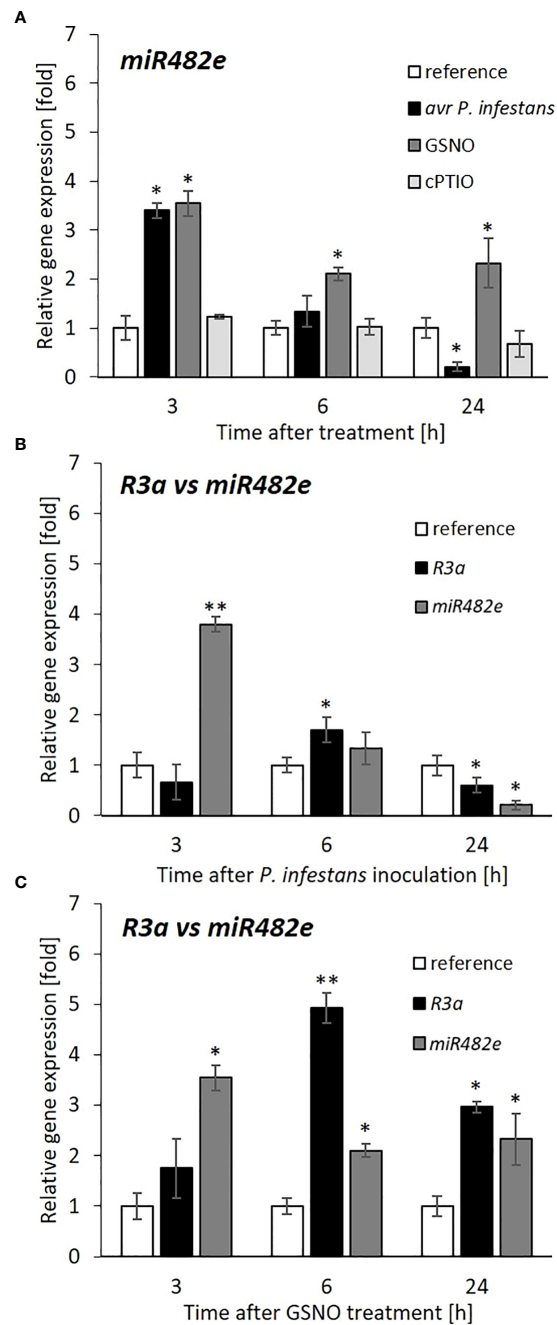 A
miR482e
reference
avr P. infestans
GSNO
cPTIO
Relative gene expression [fold]
7
6
5
4
3
2
1
0
* *
*
*
*
3 6 24
Time after treatment [h]
B
R3a vs miR482e
reference
R3a
miR482e
Relative gene expression [fold]
7
6
5
4
3
2
1
0
**
*
*
*
3 6 24
Time after P. infestans inoculation [h]
C
R3a vs miR482e
reference
R3a
miR482e
Relative gene expression [fold]
7
6
5
4
3
2
1
0
*
**
*
*
*
3 6 24
Time after GSNO treatment [h]